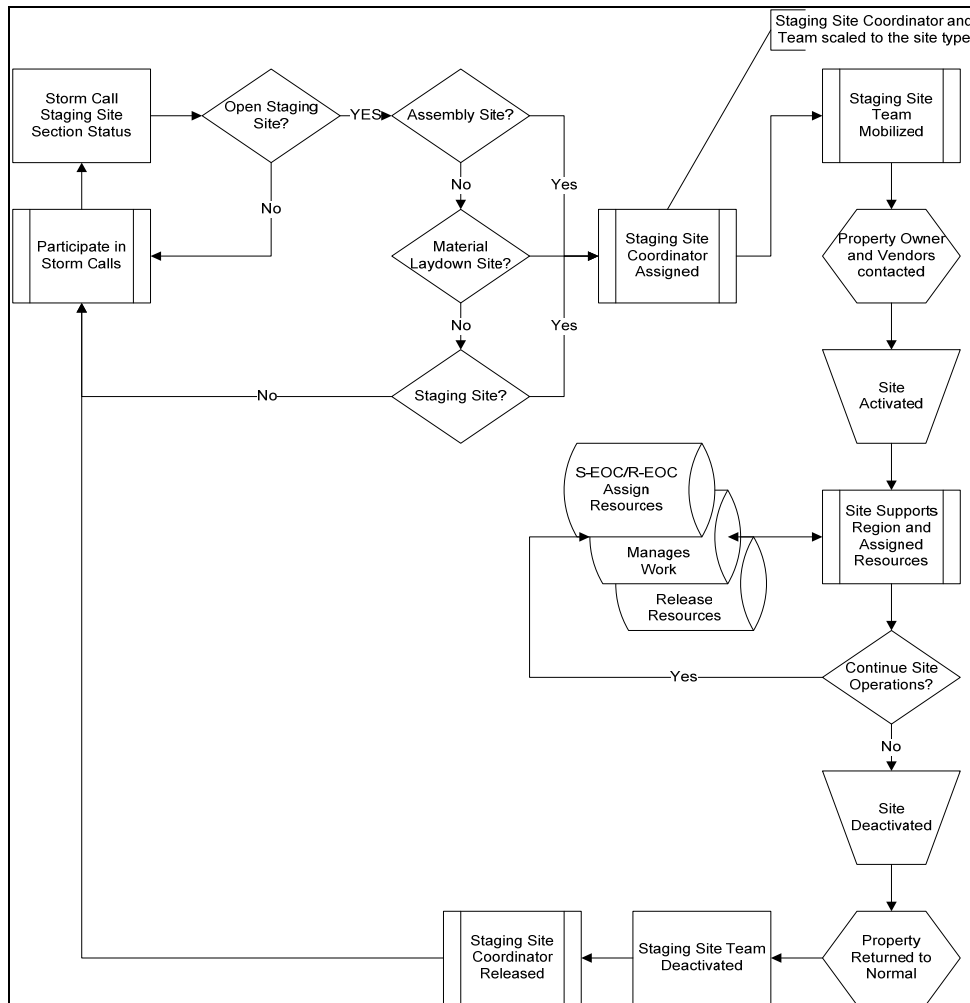 Staging Site Coordinator and
Team scaled to the site type
Storm Call
Staging Site
Section Status
Open Staging
Site?
YES
Assembly Site?
Staging Site
Team
Mobilized
No
No
Yes
Participate in
Storm Calls
Material
Laydown Site?
Staging Site
Coordinator
Assigned
Property Owner
and Vendors
contacted
No
Yes
No
Staging Site?
Site
Activated
S-EOC/R-EOC
Assign
Resources
Manages
Work
Release
Resources
Site Supports
Region and
Assigned
Resources
Yes
Continue Site
Operations?
No
Site
Deactivated
Staging Site
Coordinator
Released
Staging Site Team
Deactivated
Property
Returned to
Normal